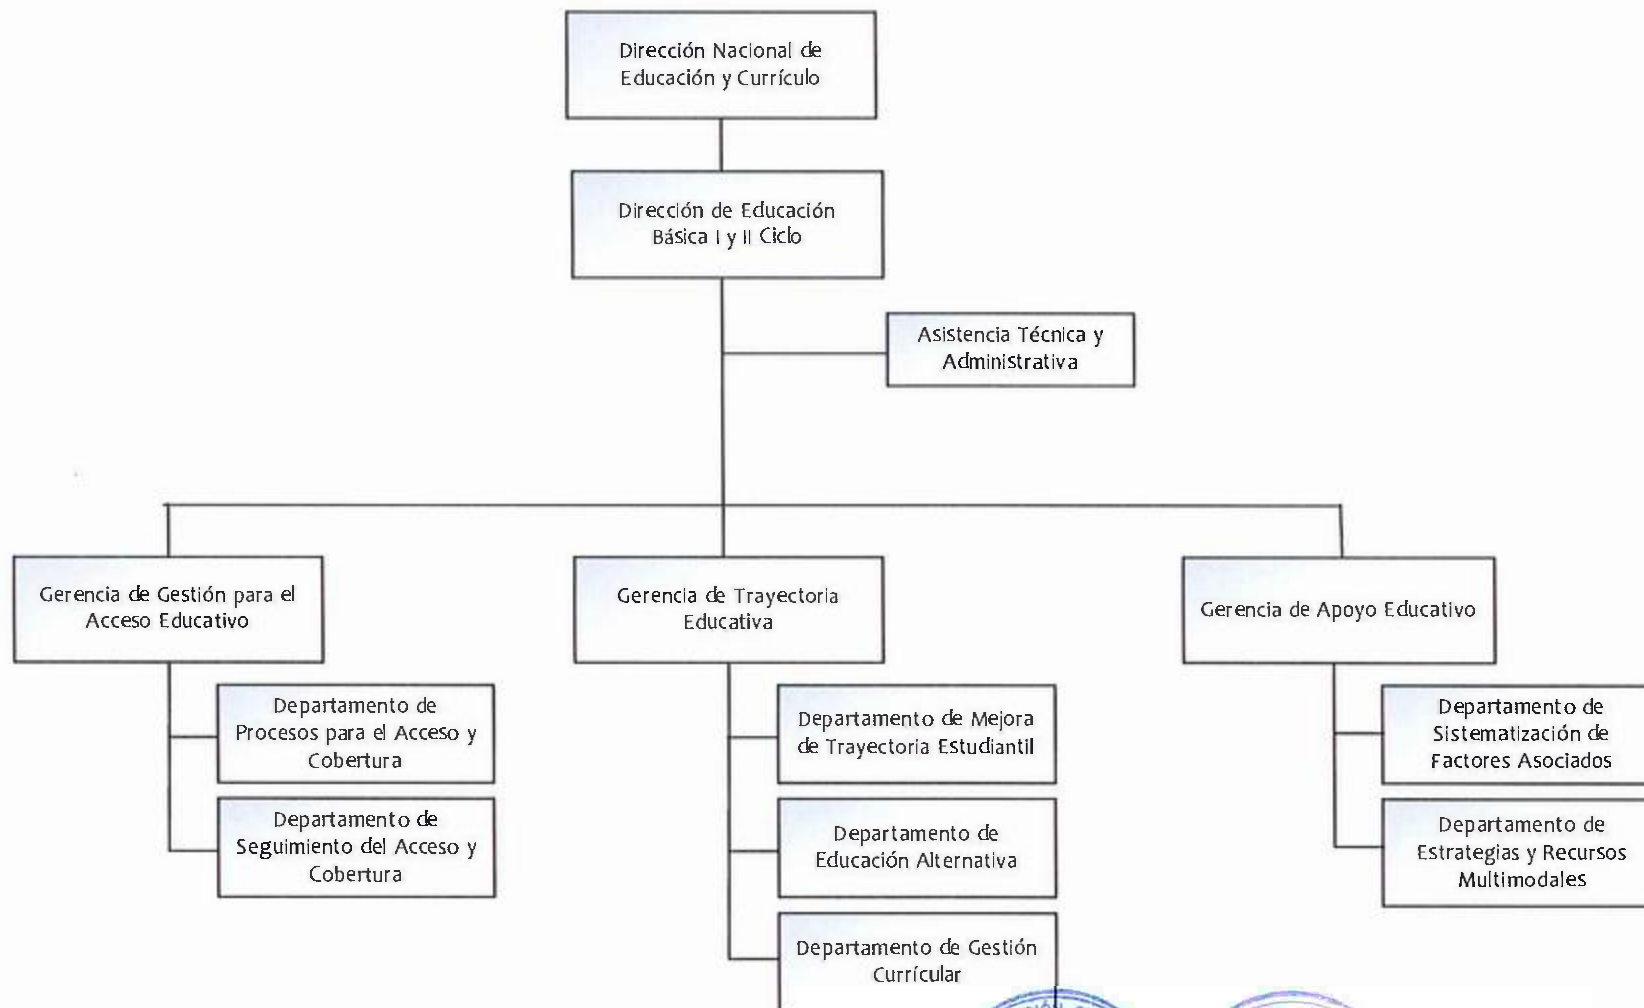 Dirección Nacional de
Educación y Currículo
Dirección de Educación
Básica I y II Ciclo
Asistencia Técnica y
Administrativa
Gerencia de Gestión para el
Acceso Educativo
Gerencia de Trayectoria
Educativa
Gerencia de Apoyo Educativo
Departamento de
Procesos para el Acceso y
Cobertura
Departamento de
Seguimiento del Acceso y
Cobertura
Departamento de Mejora
de Trayectoria Estudiantil
Departamento de
Educación Alternativa
Departamento de Gestión
Currícular
Departamento de
Sistematización de
Factores Asociados
Departamento de
Estrategias y Recursos
Multimodales